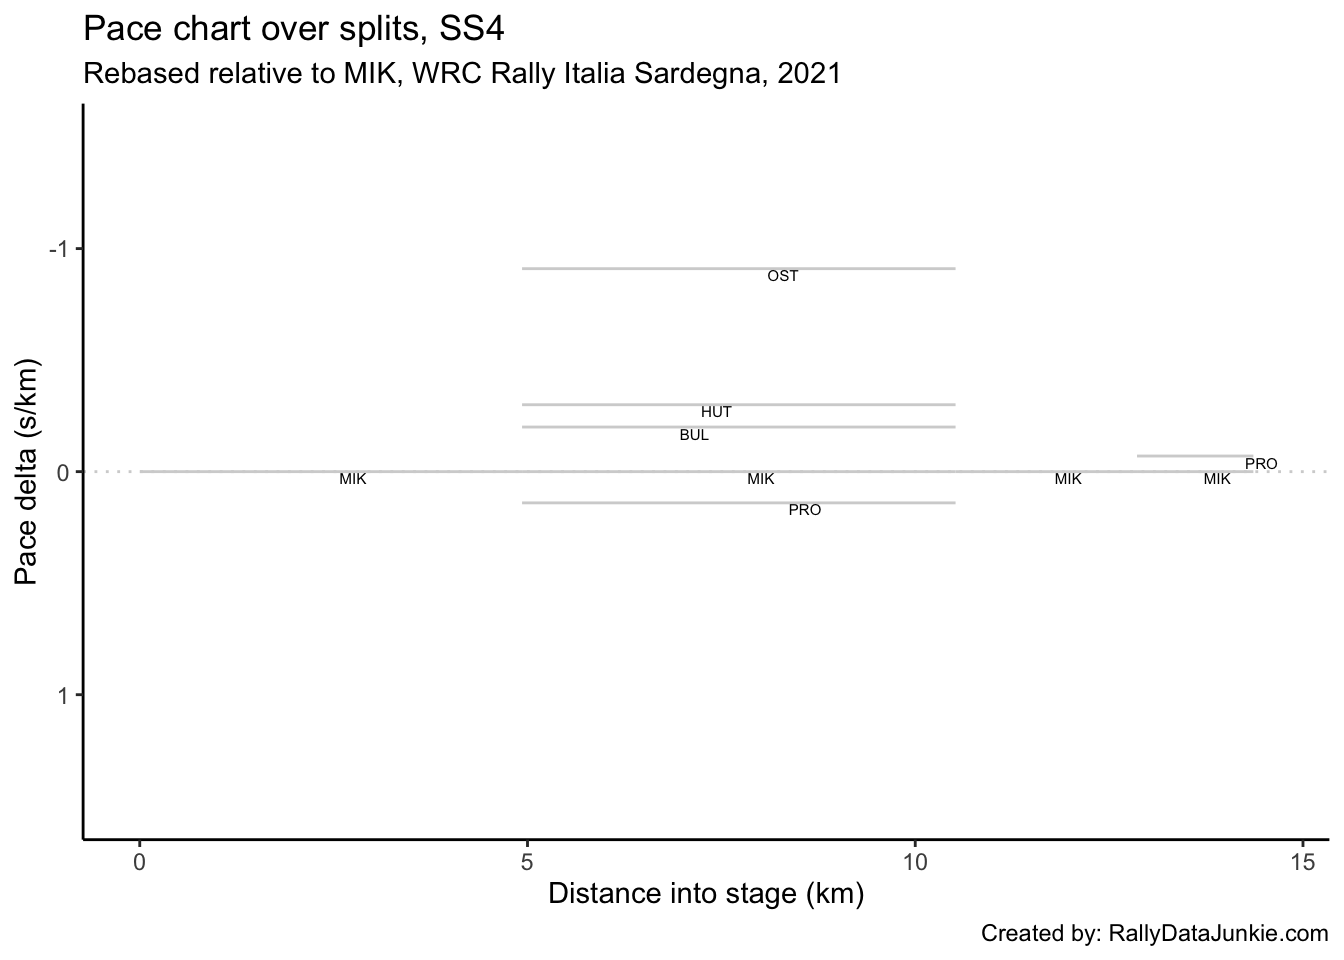 Pace chart over splits, SS4
Rebased relative to MIK, WRC Rally Italia Sardegna, 2021
Pace delta (s/km)
-1
0
1
OST
HUT
BUL
PRO
MIK
MIK
MIK
MIK
PRO
0
5
10
15
Distance into stage (km)
Created by: RallyDataJunkie.com